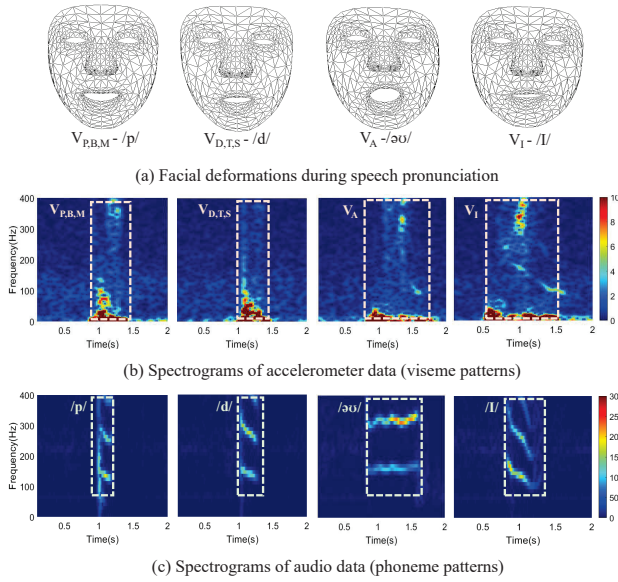 V_P,B,M - /p/ V_D,T,S - /d/ V_A -/əʊ/ V_I - /I/
(a) Facial deformations during speech pronunciation
V_P,B,M V_D,T,S V_A V_I
Frequency(Hz)
400
300
200
100
0
0.5 1 1.5 2 0.5 1 1.5 2 0.5 1 1.5 2 0.5 1 1.5 2
Time(s) Time(s) Time(s) Time(s)
10
8
6
4
2
0
(b) Spectrograms of accelerometer data (viseme patterns)
/p/ /d/ /əʊ/ /I/
Frequency(Hz)
400
300
200
100
0
0.5 1 1.5 2 0.5 1 1.5 2 0.5 1 1.5 2 0.5 1 1.5 2
Time(s) Time(s) Time(s) Time(s)
30
25
20
15
10
5
0
(c) Spectrograms of audio data (phoneme patterns)